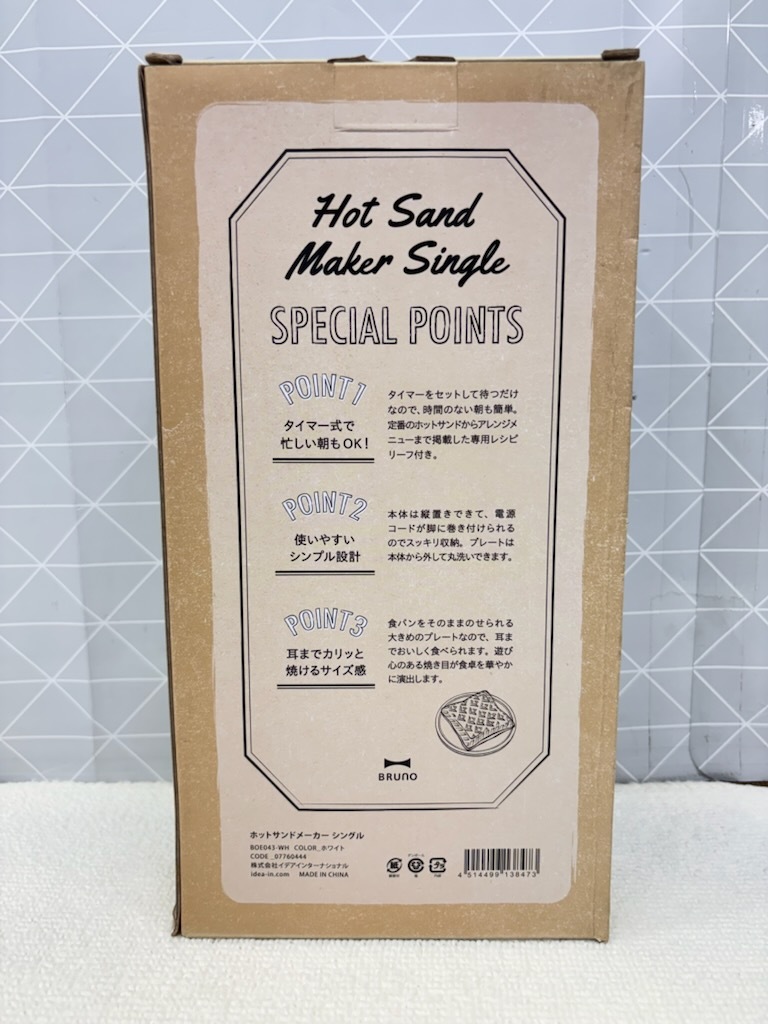 Hot Sand
Maker Single
SPECIAL POINTS
POINT1
タイマー式で
忙しい朝もOK!
タイマーをセットして待つだけ
なので、時間のない朝も簡単。
定番のホットサンドからアレンジメ
ニューまで掲載した専用レシピ
リーフ付き。
POINT2
使いやすい
シンプル設計
本体は縦置きできて、電源
コードが脚に巻き付けられる
のでスッキリ収納。プレートは
本体から外して丸洗いできます。
POINT3
耳までカリッと
焼けるサイズ感
食パンをそのままのせられる
大きめのプレートなので、耳ま
でおいしく食べられます。遊び
心のある焼き目が食卓を華やか
に演出します。
BRUNO
ホットサンドメーカー シングル
BOE043-WH COLOR_ホワイト
CODE_07760444
株式会社イデアインターナショナル
idea-in.com MADE IN CHINA
4 514499 138473